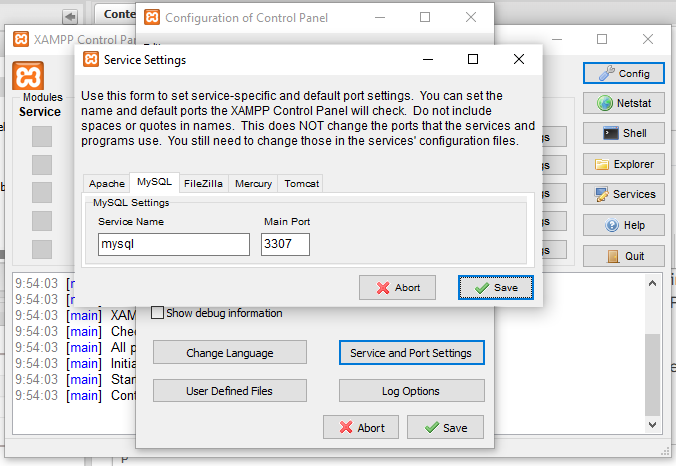 Configuration of Control Panel
XAMPP Control
Service Settings
Use this form to set service-specific and default port settings. You can set the
name and default ports the XAMPP Control Panel will check. Do not include
spaces or quotes in names. This does NOT change the ports that the services and
programs use. You still need to change those in the services' configuration files.
Apache MySQL FileZilla Mercury Tomcat
MySQL Settings
Service Name Main Port
mysql 3307
Abort Save
Modules
Service
Config
Netstat
Shell
Explorer
Services
Help
Quit
9:54:03
9:54:03
9:54:03 [main]
9:54:03 [main]
9:54:03 [main] All
9:54:03 [main]
9:54:03 [main]
9:54:03 [main]
Show debug information
Change Language Service and Port Settings
User Defined Files Log Options
Abort Save